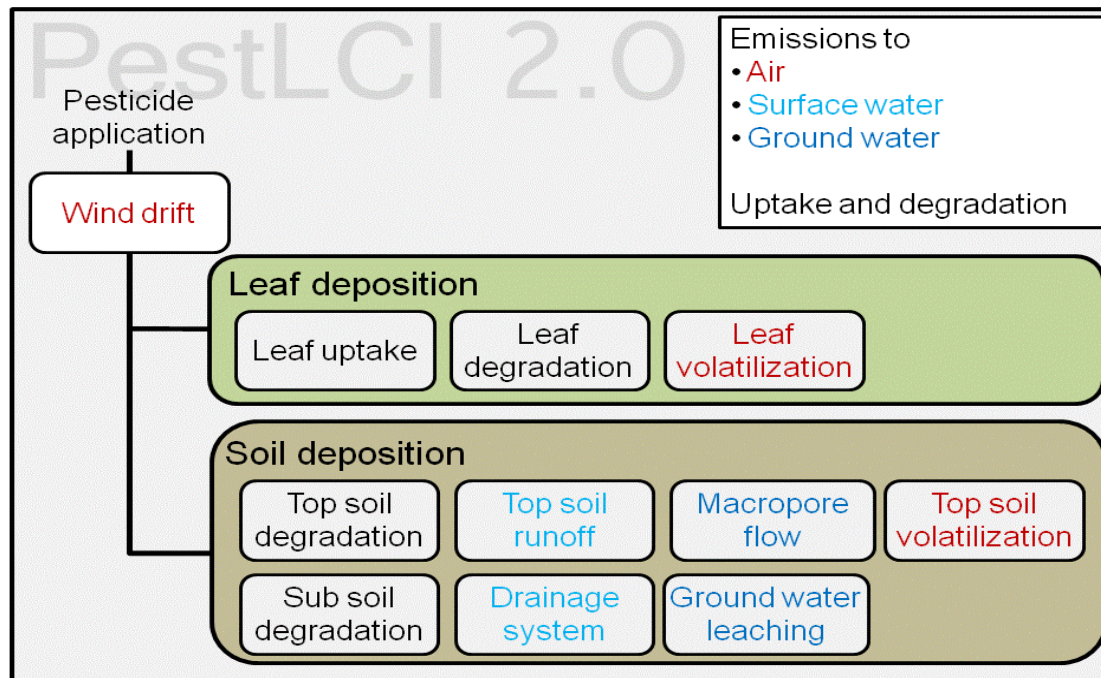 PestLCI 2.0
Emissions to
• Air
• Surface water
• Ground water
Uptake and degradation
Pesticide
application
Wind drift
Leaf deposition
Leaf uptake
Leaf
degradation
Leaf
volatilization
Soil deposition
Top soil
degradation
Top soil
runoff
Macropore
flow
Top soil
volatilization
Sub soil
degradation
Drainage
system
Ground water
leaching